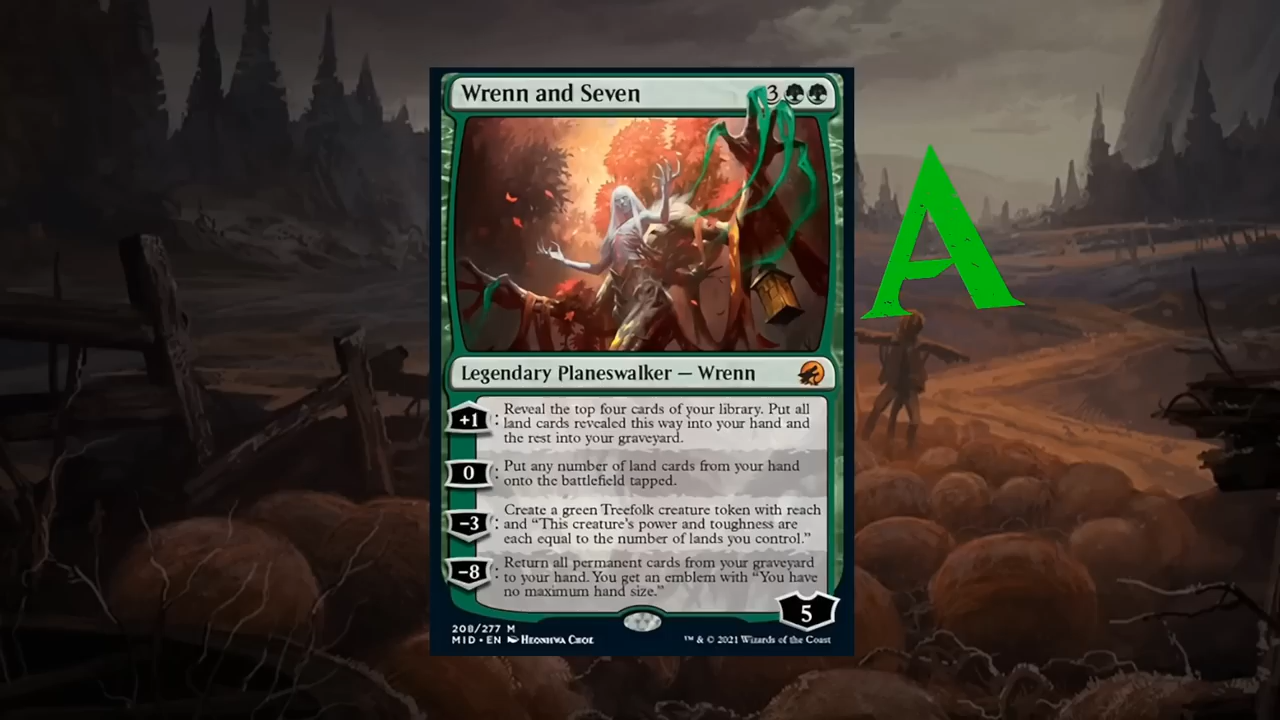 Wrenn and Seven
3
A
Legendary Planeswalker — Wrenn
+1 : Reveal the top four cards of your library. Put all
land cards revealed this way into your hand and
the rest into your graveyard.
0 : Put any number of land cards from your hand
onto the battlefield tapped.
−3 : Create a green Treefolk creature token with reach
and “This creature's power and toughness are
each equal to the number of lands you control.”
−8 : Return all permanent cards from your graveyard
to your hand. You get an emblem with “You have
no maximum hand size.”
5
208/277 M
MID • EN Heonhwa Choe
™ & © 2021 Wizards of the Coast